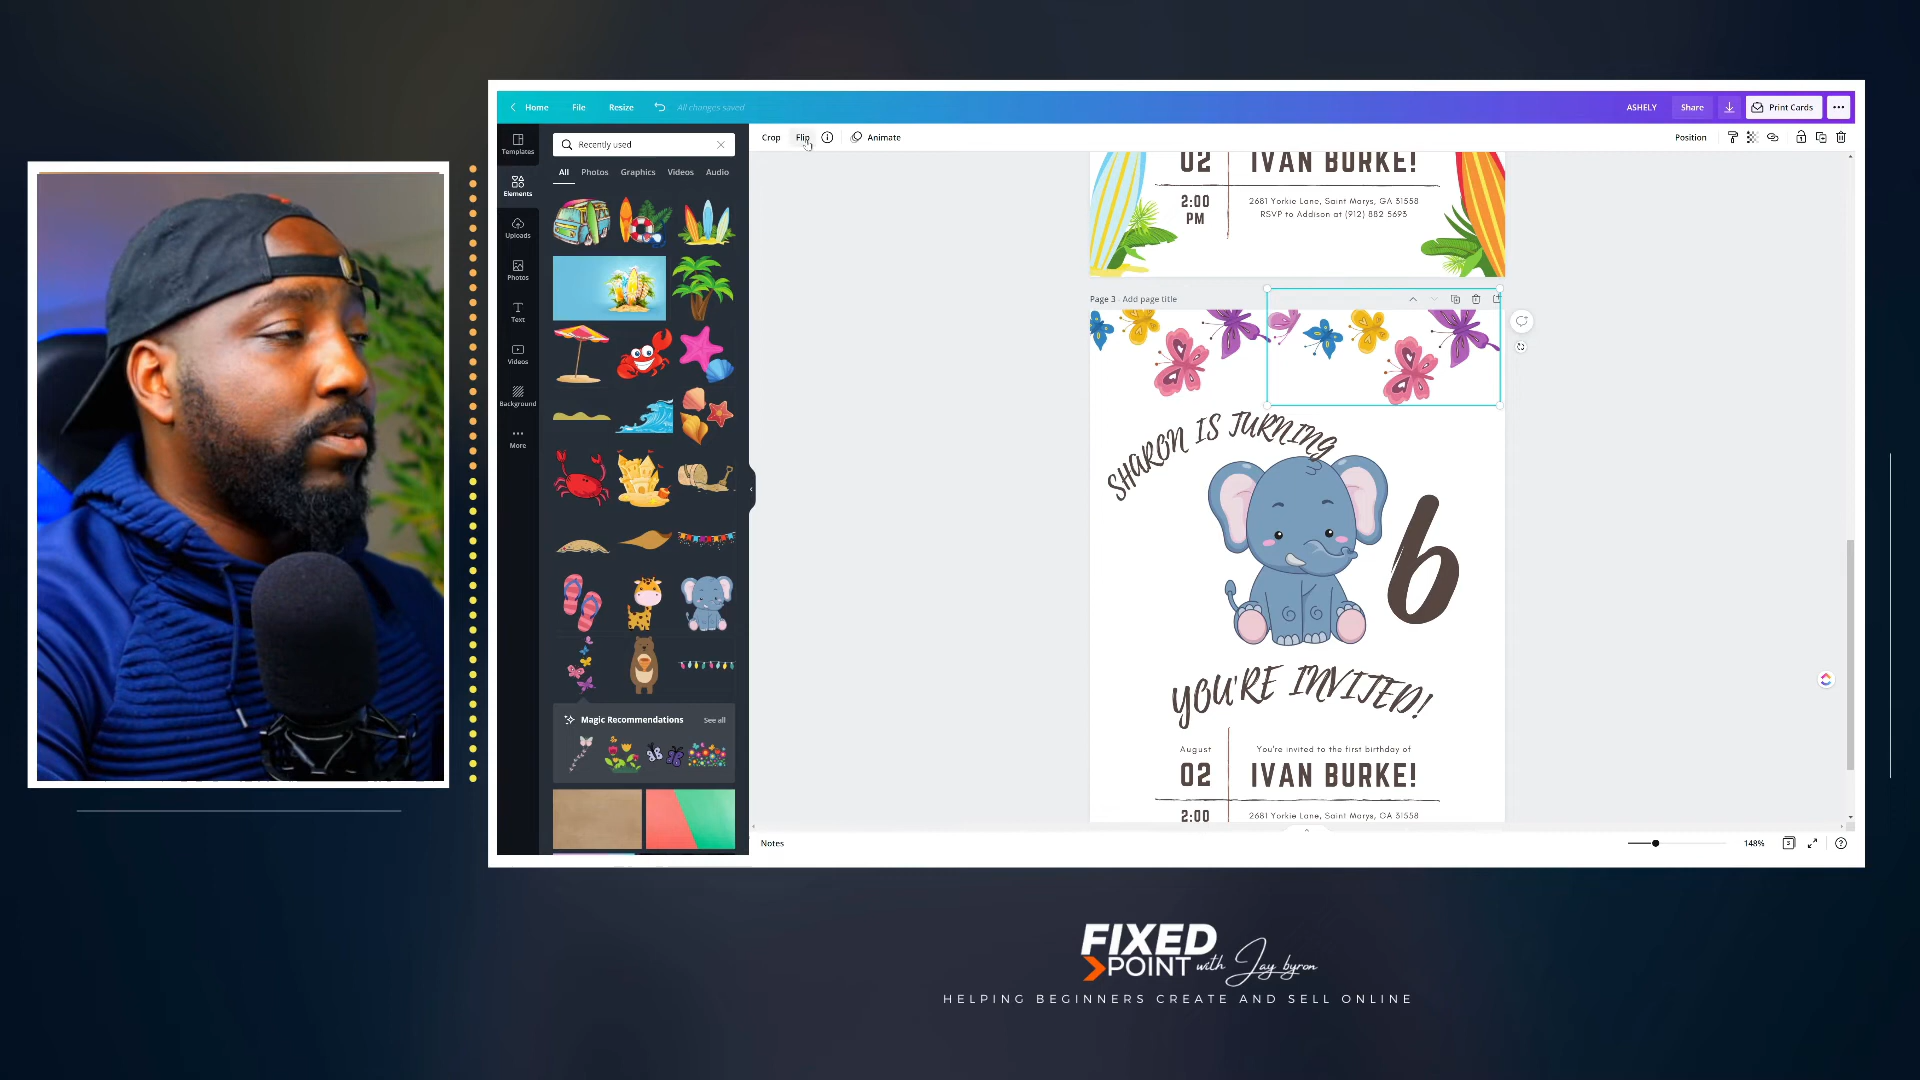 Home File Resize All changes saved ASHELY Share Print Cards
Crop Flip Animate Position
Templates
Elements
Uploads
Photos
Text
Videos
Background
More
Recently used
All Photos Graphics Videos Audio
Magic Recommendations See all
02 IVAN BURKE!
2:00 PM
2681 Yorkie Lane, Saint Marys, GA 31558
RSVP to Addison at (912) 882 5693
Page 3 - Add page title
SHARON IS TURNING
6
YOU'RE INVITED!
August
02
You're invited to the first birthday of
IVAN BURKE!
2:00
2681 Yorkie Lane, Saint Marys, GA 31558
Notes
148%
3
FIXED
POINT with Jay byron
HELPING BEGINNERS CREATE AND SELL ONLINE